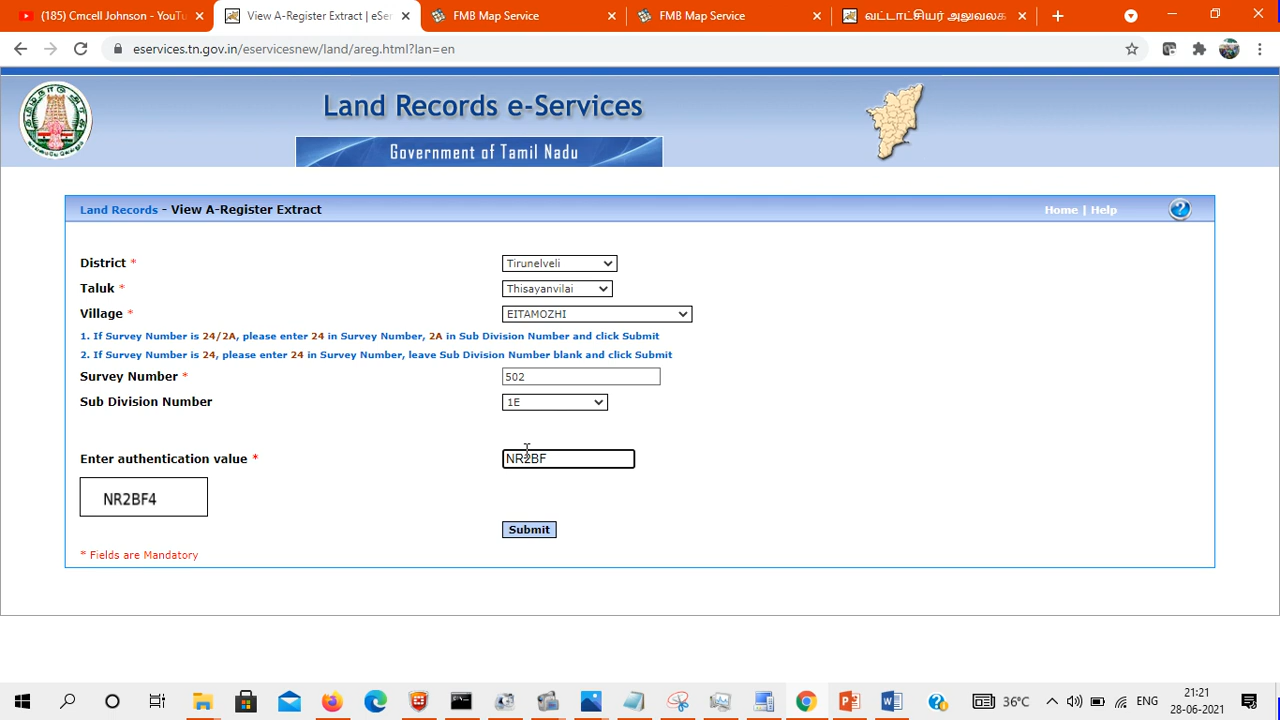 (185) Cmcell Johnson - YouTu
View A-Register Extract | eSer
FMB Map Service
FMB Map Service
வட்டாட்சியர் அலுவலக
eservices.tn.gov.in/eservicesnew/land/areg.html?lan=en
Land Records e-Services
Government of Tamil Nadu
Land Records - View A-Register Extract
Home | Help
District *
Tirunelveli
Taluk *
Thisayanvilai
Village *
EITAMOZHI
1. If Survey Number is 24/2A, please enter 24 in Survey Number, 2A in Sub Division Number and click Submit
2. If Survey Number is 24, please enter 24 in Survey Number, leave Sub Division Number blank and click Submit
Survey Number *
502
Sub Division Number
1E
Enter authentication value *
NR2BF
NR2BF4
Submit
* Fields are Mandatory
36°C
ENG
21:21
28-06-2021